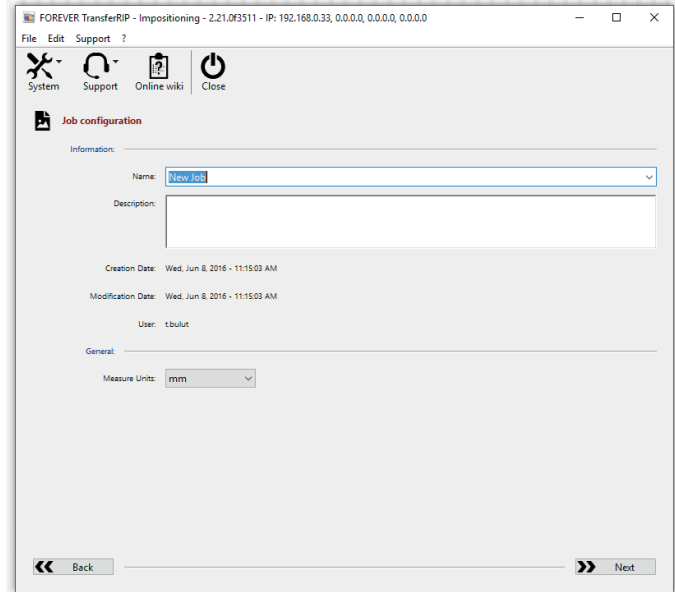 FOREVER TransferRIP - Impositioning - 2.21.0f3511 - IP: 192.168.0.33, 0.0.0.0, 0.0.0.0, 0.0.0.0
File Edit Support ?
System Support Online wiki Close
Job configuration
Information:
Name: New Job
Description:
Creation Date: Wed, Jun 8, 2016 - 11:15:03 AM
Modification Date: Wed, Jun 8, 2016 - 11:15:03 AM
User: t.bulut
General:
Measure Units: mm
Back Next